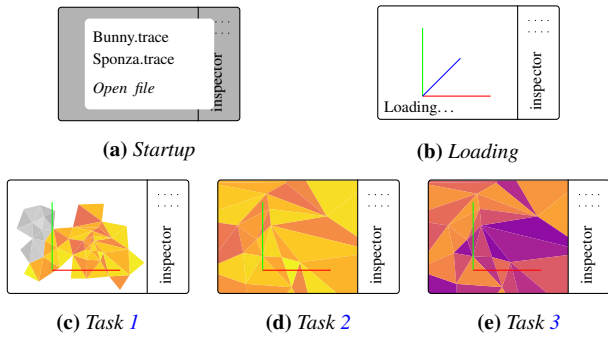 Bunny.trace
Sponza.trace
Open file
inspector
(a) Startup
Loading...
inspector
(b) Loading
inspector
(c) Task 1
inspector
(d) Task 2
inspector
(e) Task 3